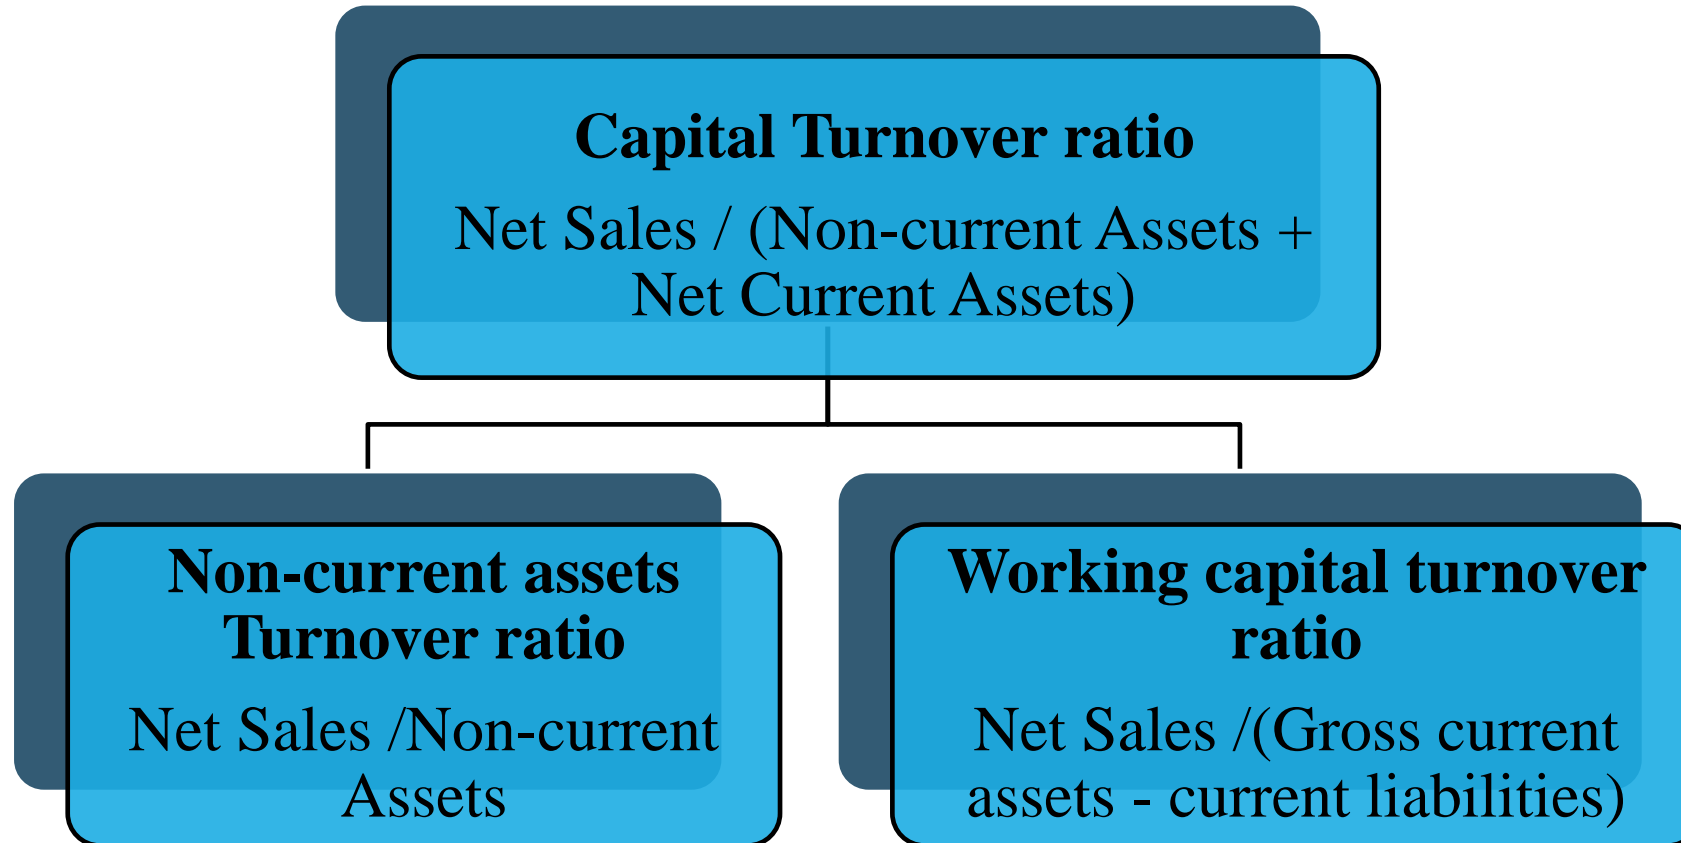 Capital Turnover ratio
Net Sales / (Non-current Assets +
Net Current Assets)
Non-current assets
Turnover ratio
Net Sales /Non-current
Assets
Working capital turnover
ratio
Net Sales /(Gross current
assets - current liabilities)